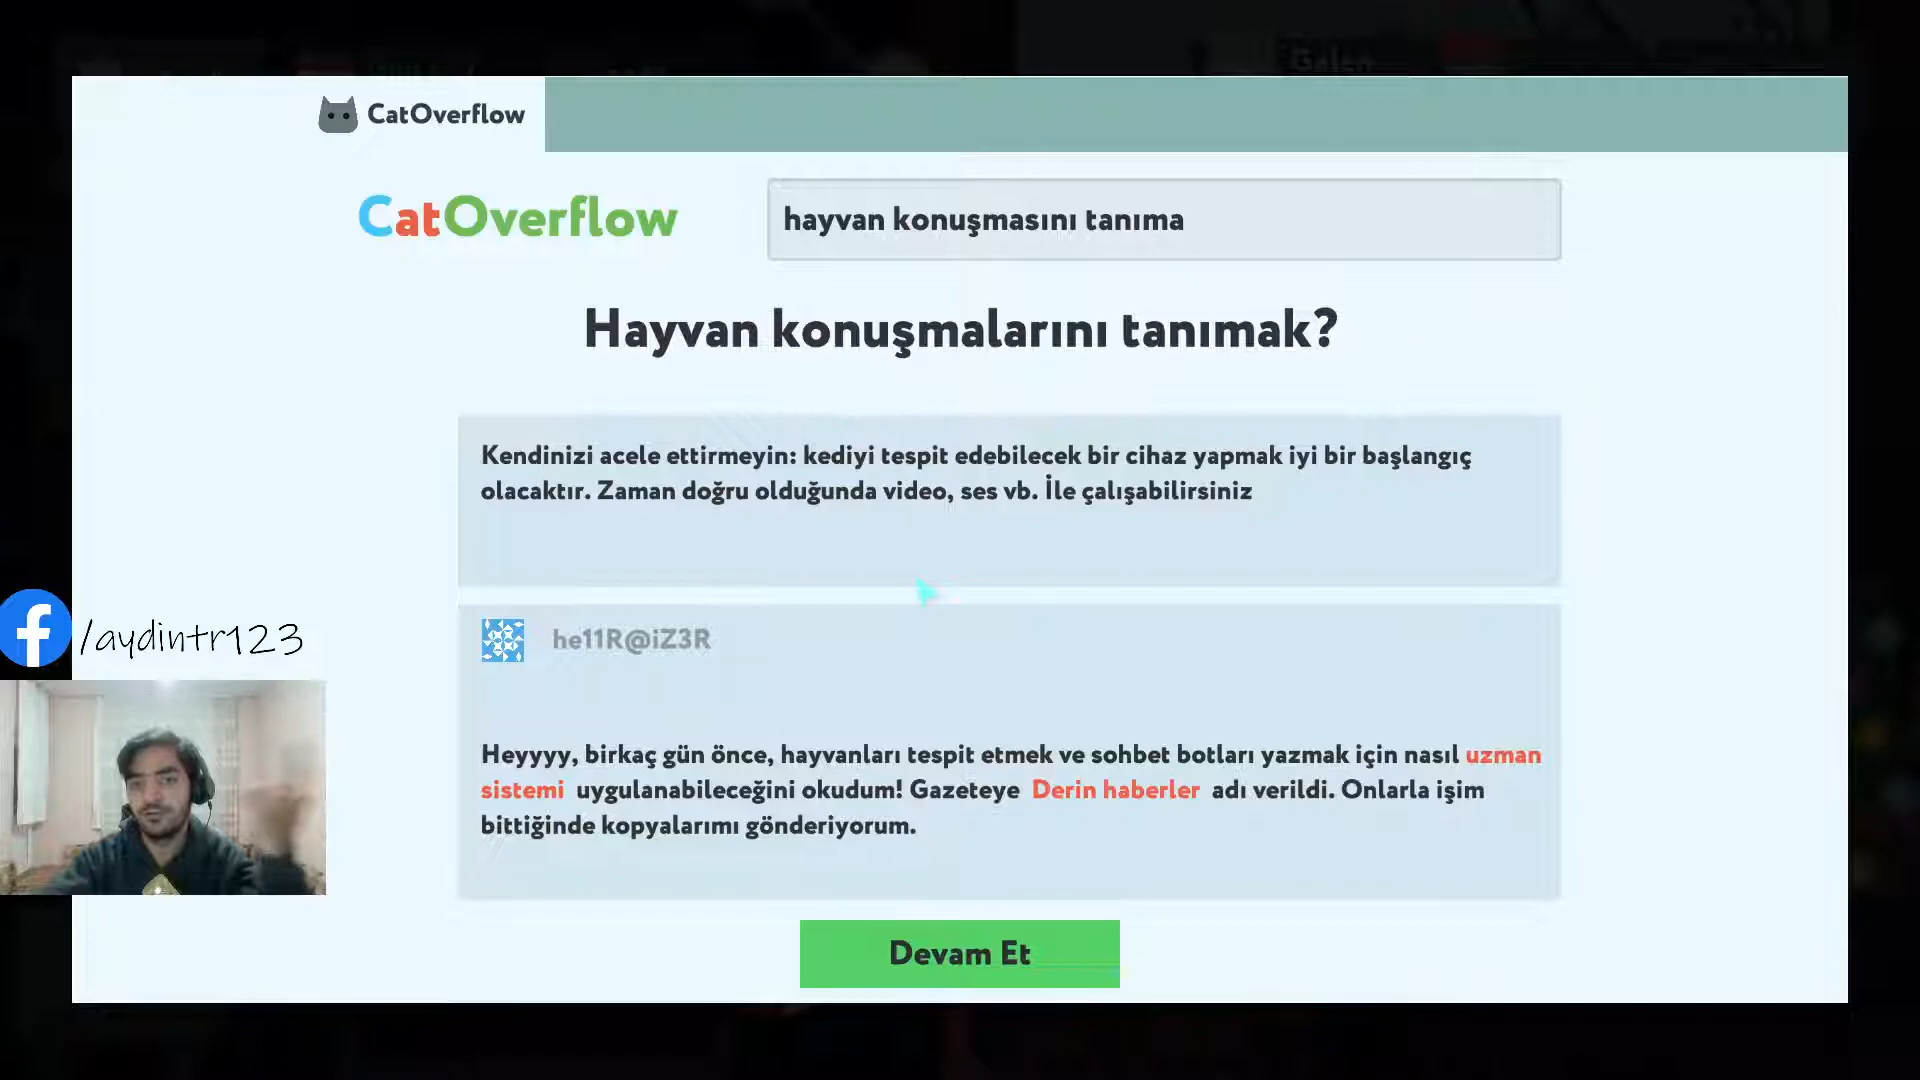 CatOverflow
CatOverflow
hayvan konuşmasını tanıma
Hayvan konuşmalarını tanımak?
Kendinizi acele ettirmeyin: kediyi tespit edebilecek bir cihaz yapmak iyi bir başlangıç
olacaktır. Zaman doğru olduğunda video, ses vb. İle çalışabilirsiniz
he11R@iZ3R
Heyyyy, birkaç gün önce, hayvanları tespit etmek ve sohbet botları yazmak için nasıl uzman
sistemi uygulanabileceğini okudum! Gazeteye Derin haberler adı verildi. Onlarla işim
bittiğinde kopyalarımı gönderiyorum.
Devam Et
/aydintr123